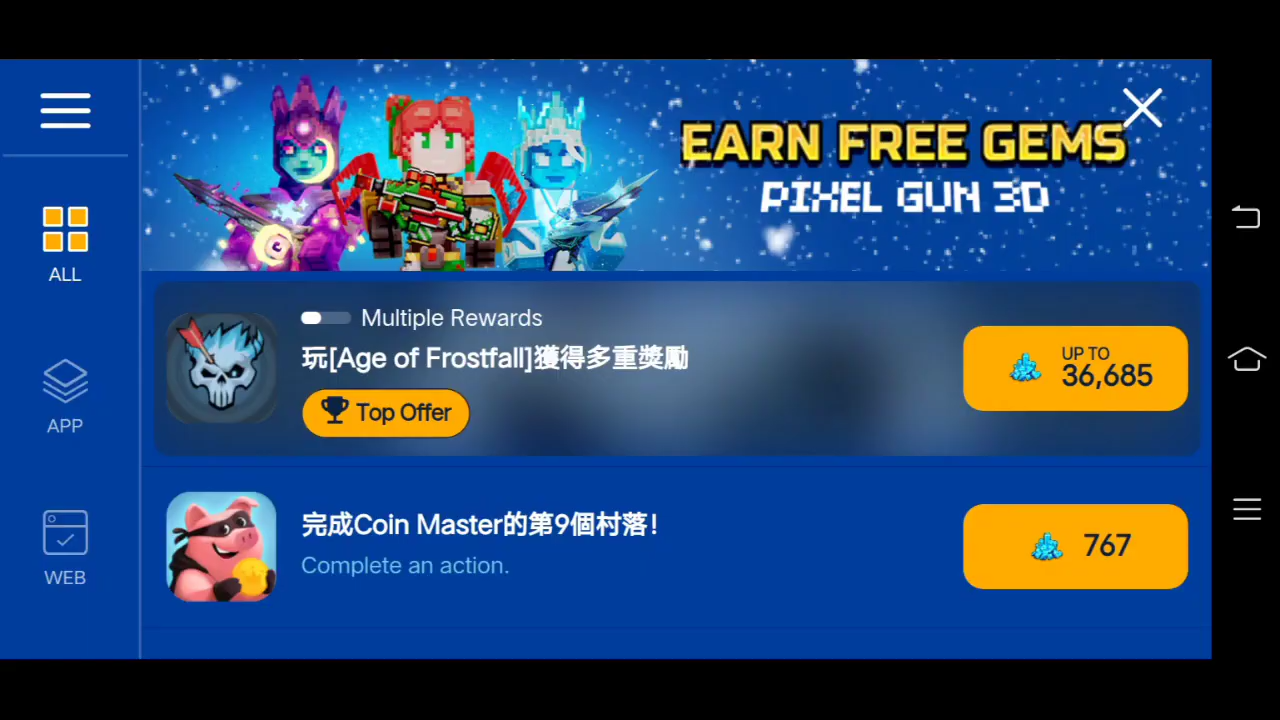 EARN FREE GEMS
PIXEL GUN 3D
ALL
APP
WEB
Multiple Rewards
玩[Age of Frostfall]獲得多重獎勵
Top Offer
UP TO
36,685
完成Coin Master的第9個村落!
Complete an action.
767